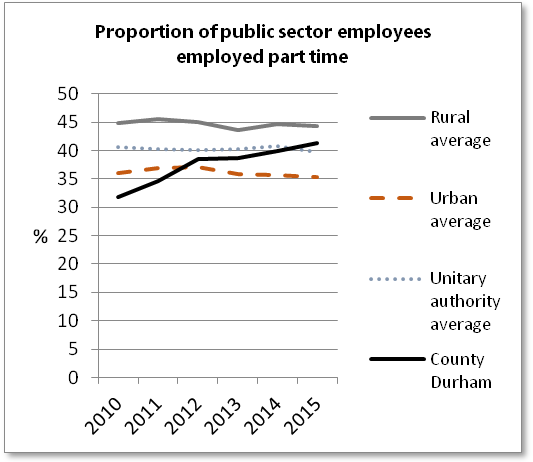 Proportion of public sector employees
employed part time
50
45
40
35
30
25
20
15
10
5
0
%
2010
2011
2012
2013
2014
2015
Rural
average
Urban
average
Unitary
authority
average
County
Durham